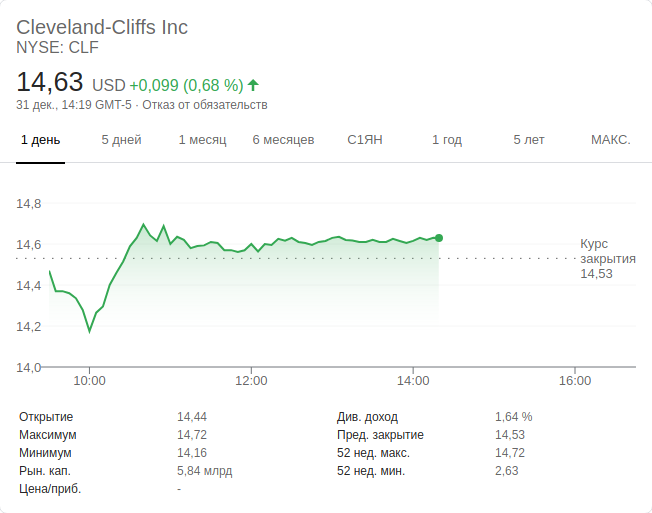 Cleveland-Cliffs Inc
NYSE: CLF
14,63 USD +0,099 (0,68 %)
31 дек., 14:19 GMT-5 · Отказ от обязательств
1 день 5 дней 1 месяц 6 месяцев С1ЯН 1 год 5 лет МАКС.
14,8
14,6
14,4
14,2
14,0
Курс
закрытия
14,53
10:00 12:00 14:00 16:00
Открытие 14,44 Див. доход 1,64 %
Максимум 14,72 Пред. закрытие 14,53
Минимум 14,16 52 нед. макс. 14,72
Рын. кап. 5,84 млрд 52 нед. мин. 2,63
Цена/приб. -